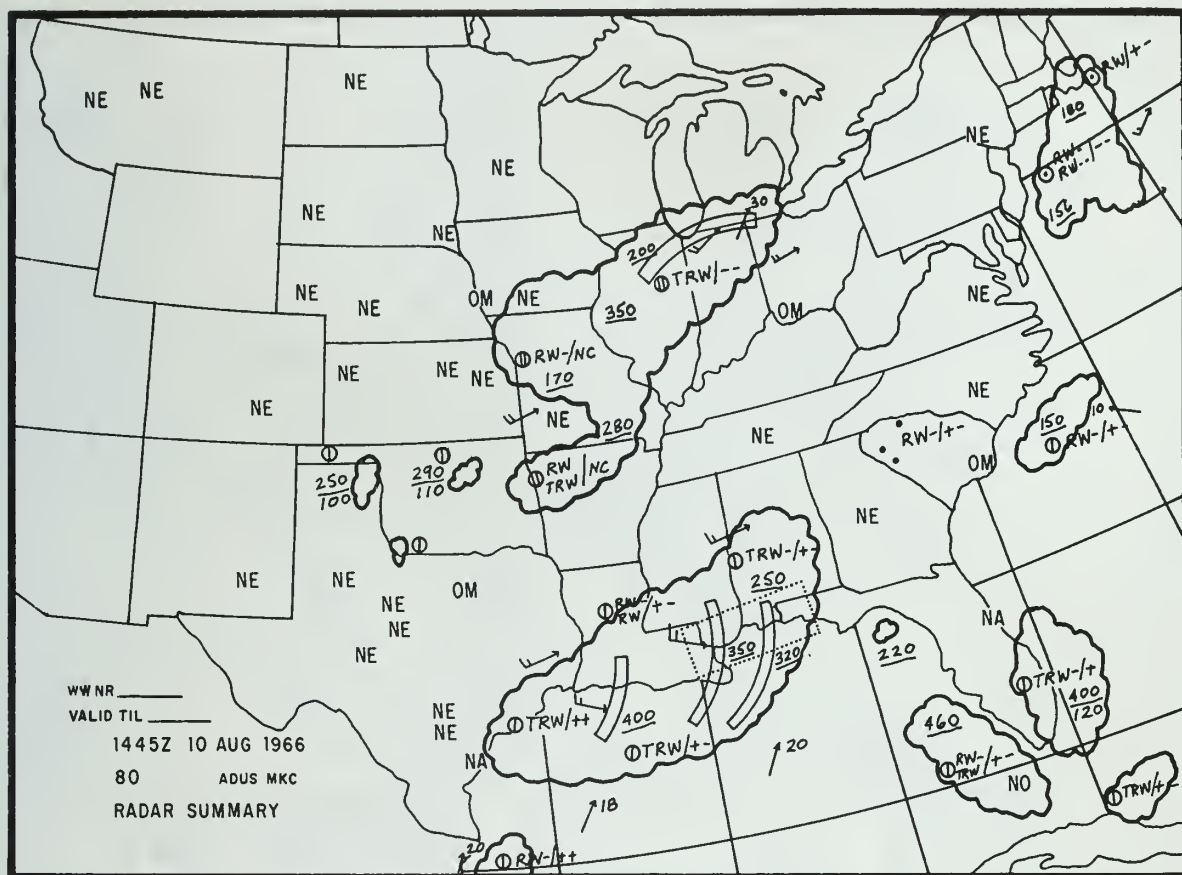 RW/+-
NE NE NE
180
NE
NE
RW-
RW--/--
156
NE
30
NE
200
TRW/--
NE
OM NE
NE
350
OM
NE
RW-/NC
170
NE NE NE
NE
NE
NE
280
NE
RW-/+-
150 10
RW-/+-
OM
RW
TRW/NC
250
100
290
110
NE
TRW-/+-
250
NE NE
OM
NE
NE
NE
RW-
RW/+-
350 320
220
NA
TRW-/+
400
120
WW NR
VALID TIL
1445Z 10 AUG 1966
80 ADUS MKC
RADAR SUMMARY
NE
NE
NA
TRW/++
400
TRW/+-
20
18
460
RW-
TRW/+-
NO
TRW/+-
20
RW-/++